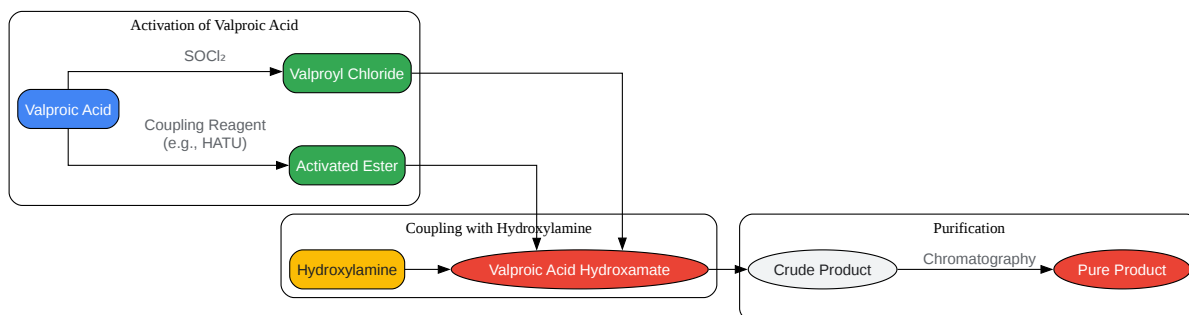 Activation of Valproic Acid
SOCl₂
Valproyl Chloride
Valproic Acid
Coupling Reagent
(e.g., HATU)
Activated Ester
Coupling with Hydroxylamine
Hydroxylamine
Valproic Acid Hydroxamate
Purification
Crude Product
Chromatography
Pure Product